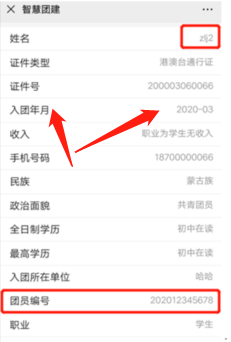 智慧团建
姓名 zlj2
证件类型 港澳台通行证
证件号 200003060066
入团年月 2020-03
收入 职业为学生无收入
手机号码 18700000066
民族 蒙古族
政治面貌 共青团员
全日制学历 初中在读
最高学历 初中在读
入团所在单位 哈哈
团员编号 202012345678
职业 学生